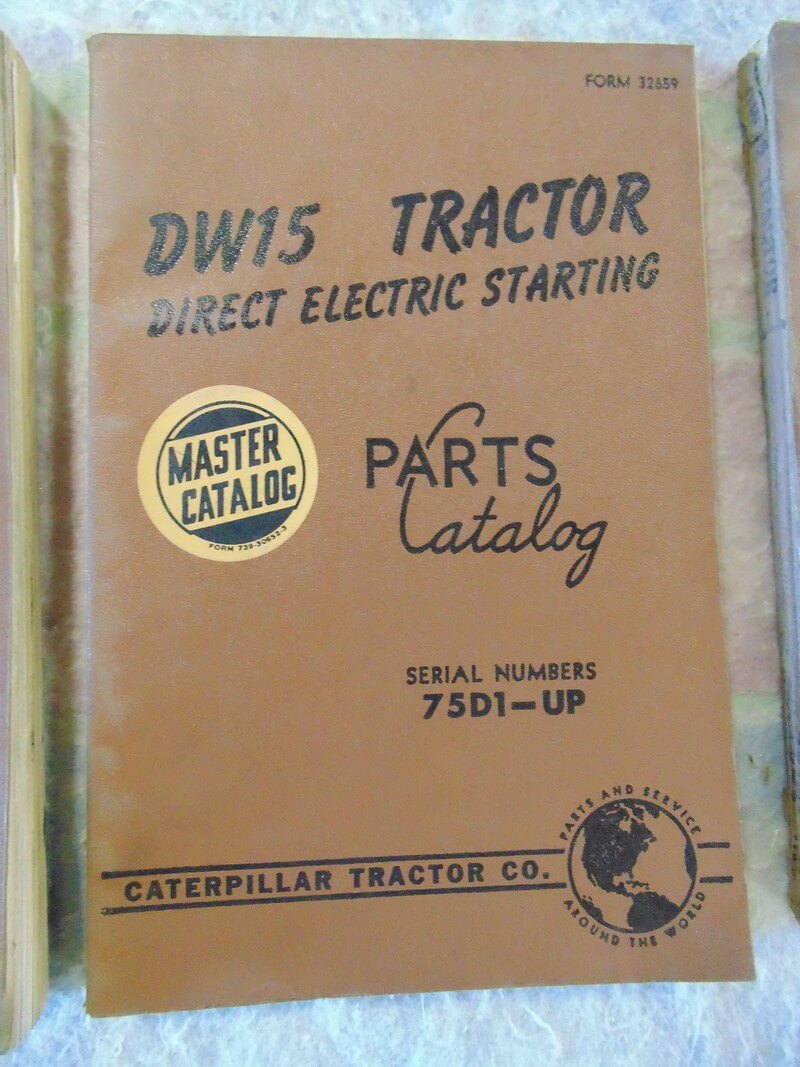 FORM 32659
DW15 TRACTOR
DIRECT ELECTRIC STARTING
MASTER
CATALOG
FORM 739-30652-3
PARTS
Catalog
SERIAL NUMBERS
75D1-UP
PARTS AND SERVICE
CATERPILLAR TRACTOR CO.
AROUND THE WORLD